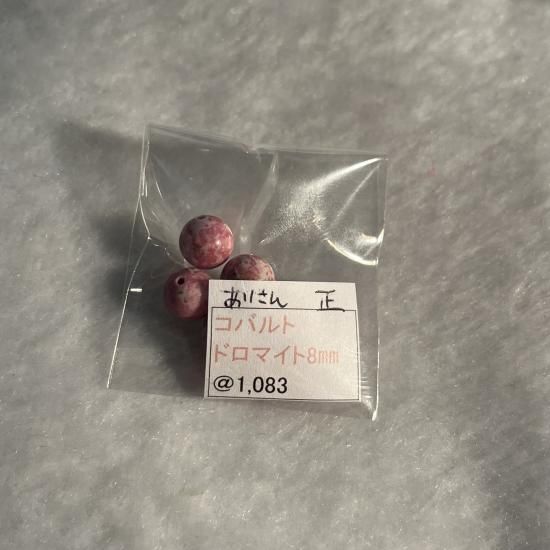 ありさん 正
コバルト
ドロマイト8㎜
@1,083